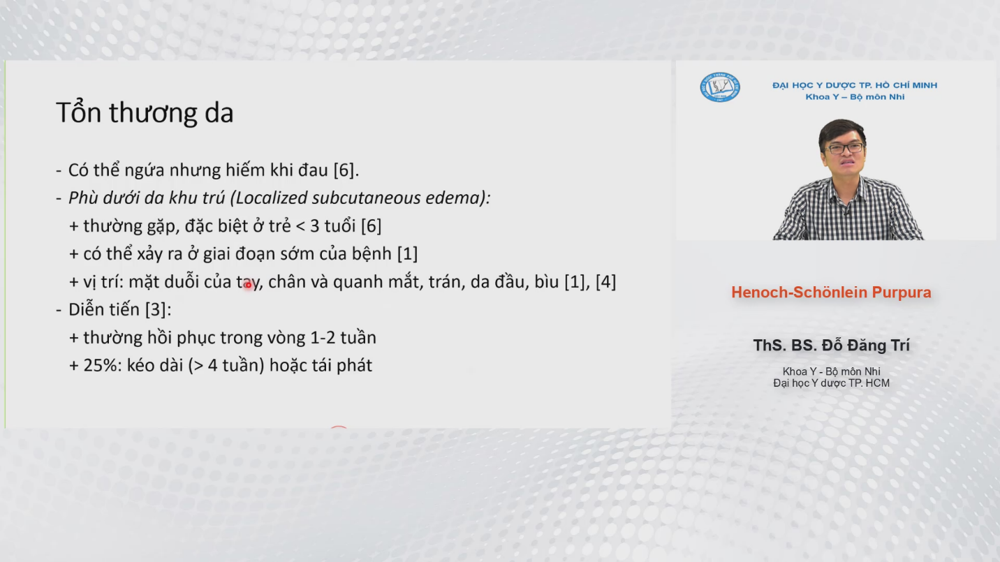 Tổn thương da
- Có thể ngứa nhưng hiếm khi đau [6].
- Phù dưới da khu trú (Localized subcutaneous edema):
+ thường gặp, đặc biệt ở trẻ < 3 tuổi [6]
+ có thể xảy ra ở giai đoạn sớm của bệnh [1]
+ vị trí: mặt duỗi của tay, chân và quanh mắt, trán, da đầu, bìu [1], [4]
- Diễn tiến [3]:
+ thường hồi phục trong vòng 1-2 tuần
+ 25%: kéo dài (> 4 tuần) hoặc tái phát
ĐẠI HỌC Y DƯỢC TP. HỒ CHÍ MINH
Khoa Y – Bộ môn Nhi
Henoch-Schönlein Purpura
ThS. BS. Đỗ Đăng Trí
Khoa Y - Bộ môn Nhi
Đại học Y dược TP. HCM